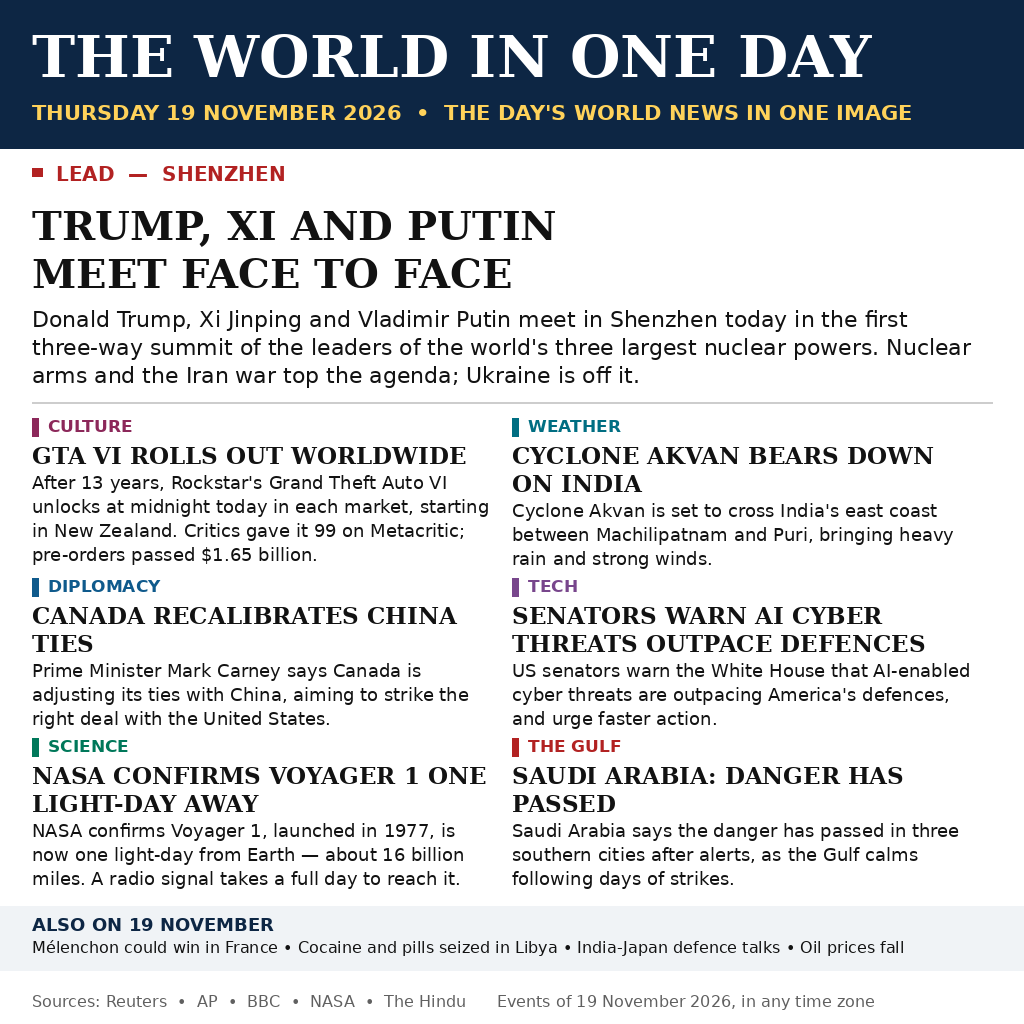 THE WORLD IN ONE DAY
THURSDAY 19 NOVEMBER 2026 • THE DAY'S WORLD NEWS IN ONE IMAGE
LEAD — SHENZHEN
TRUMP, XI AND PUTIN
MEET FACE TO FACE
Donald Trump, Xi Jinping and Vladimir Putin meet in Shenzhen today in the first
three-way summit of the leaders of the world's three largest nuclear powers. Nuclear
arms and the Iran war top the agenda; Ukraine is off it.
CULTURE
GTA VI ROLLS OUT WORLDWIDE
After 13 years, Rockstar's Grand Theft Auto VI
unlocks at midnight today in each market, starting
in New Zealand. Critics gave it 99 on Metacritic;
pre-orders passed $1.65 billion.
WEATHER
CYCLONE AKVAN BEARS DOWN
ON INDIA
Cyclone Akvan is set to cross India's east coast
between Machilipatnam and Puri, bringing heavy
rain and strong winds.
DIPLOMACY
CANADA RECALIBRATES CHINA
TIES
Prime Minister Mark Carney says Canada is
adjusting its ties with China, aiming to strike the
right deal with the United States.
TECH
SENATORS WARN AI CYBER
THREATS OUTPACE DEFENCES
US senators warn the White House that AI-enabled
cyber threats are outpacing America's defences,
and urge faster action.
SCIENCE
NASA CONFIRMS VOYAGER 1 ONE
LIGHT-DAY AWAY
NASA confirms Voyager 1, launched in 1977, is
now one light-day from Earth — about 16 billion
miles. A radio signal takes a full day to reach it.
THE GULF
SAUDI ARABIA: DANGER HAS
PASSED
Saudi Arabia says the danger has passed in three
southern cities after alerts, as the Gulf calms
following days of strikes.
ALSO ON 19 NOVEMBER
Mélenchon could win in France • Cocaine and pills seized in Libya • India-Japan defence talks • Oil prices fall
Sources: Reuters • AP • BBC • NASA • The Hindu Events of 19 November 2026, in any time zone